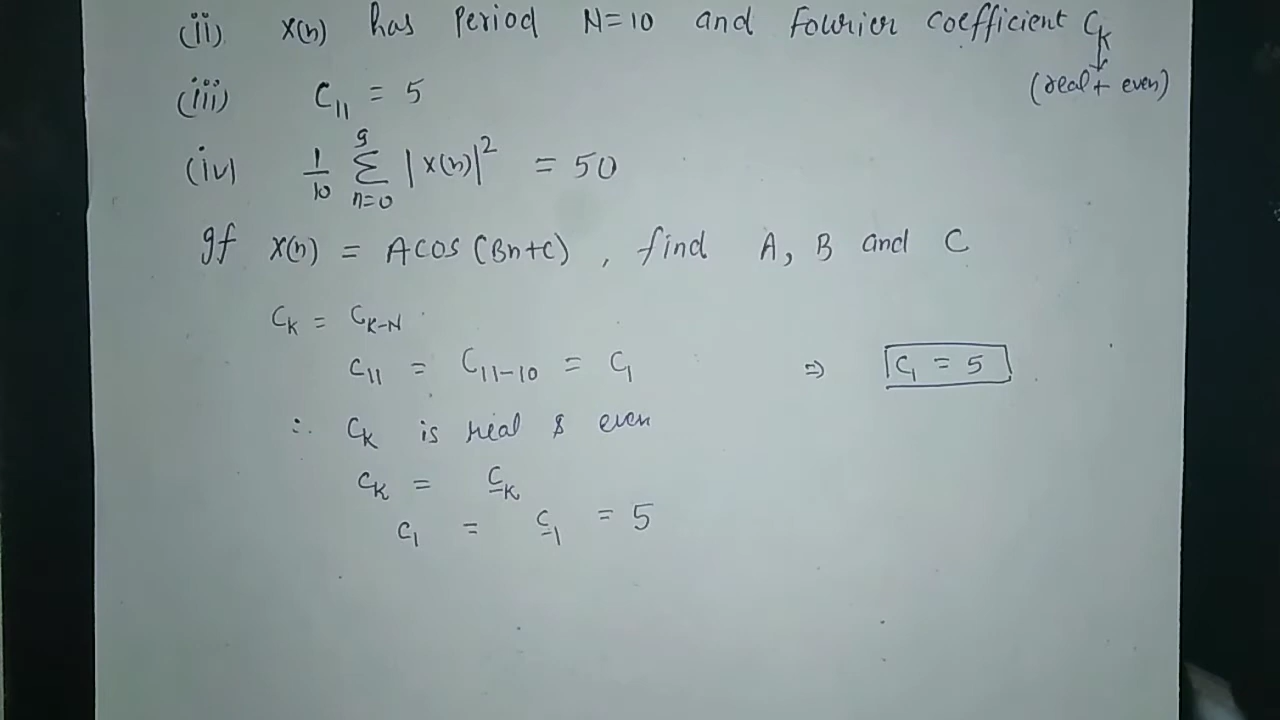 (ii) x(n) has Period N=10 and Fourier coefficient C_K
(real + even)
(iii) C_11 = 5
(iv) 1/10 Σ_{n=0}^{9} |x(n)|^2 = 50
If x(n) = A cos (Bn+C), find A, B and C
C_K = C_{K-N}
C_11 = C_{11-10} = C_1 ⇒ C_1 = 5
∴ C_K is real & even
C_K = C_{-K}
C_1 = C_{-1} = 5